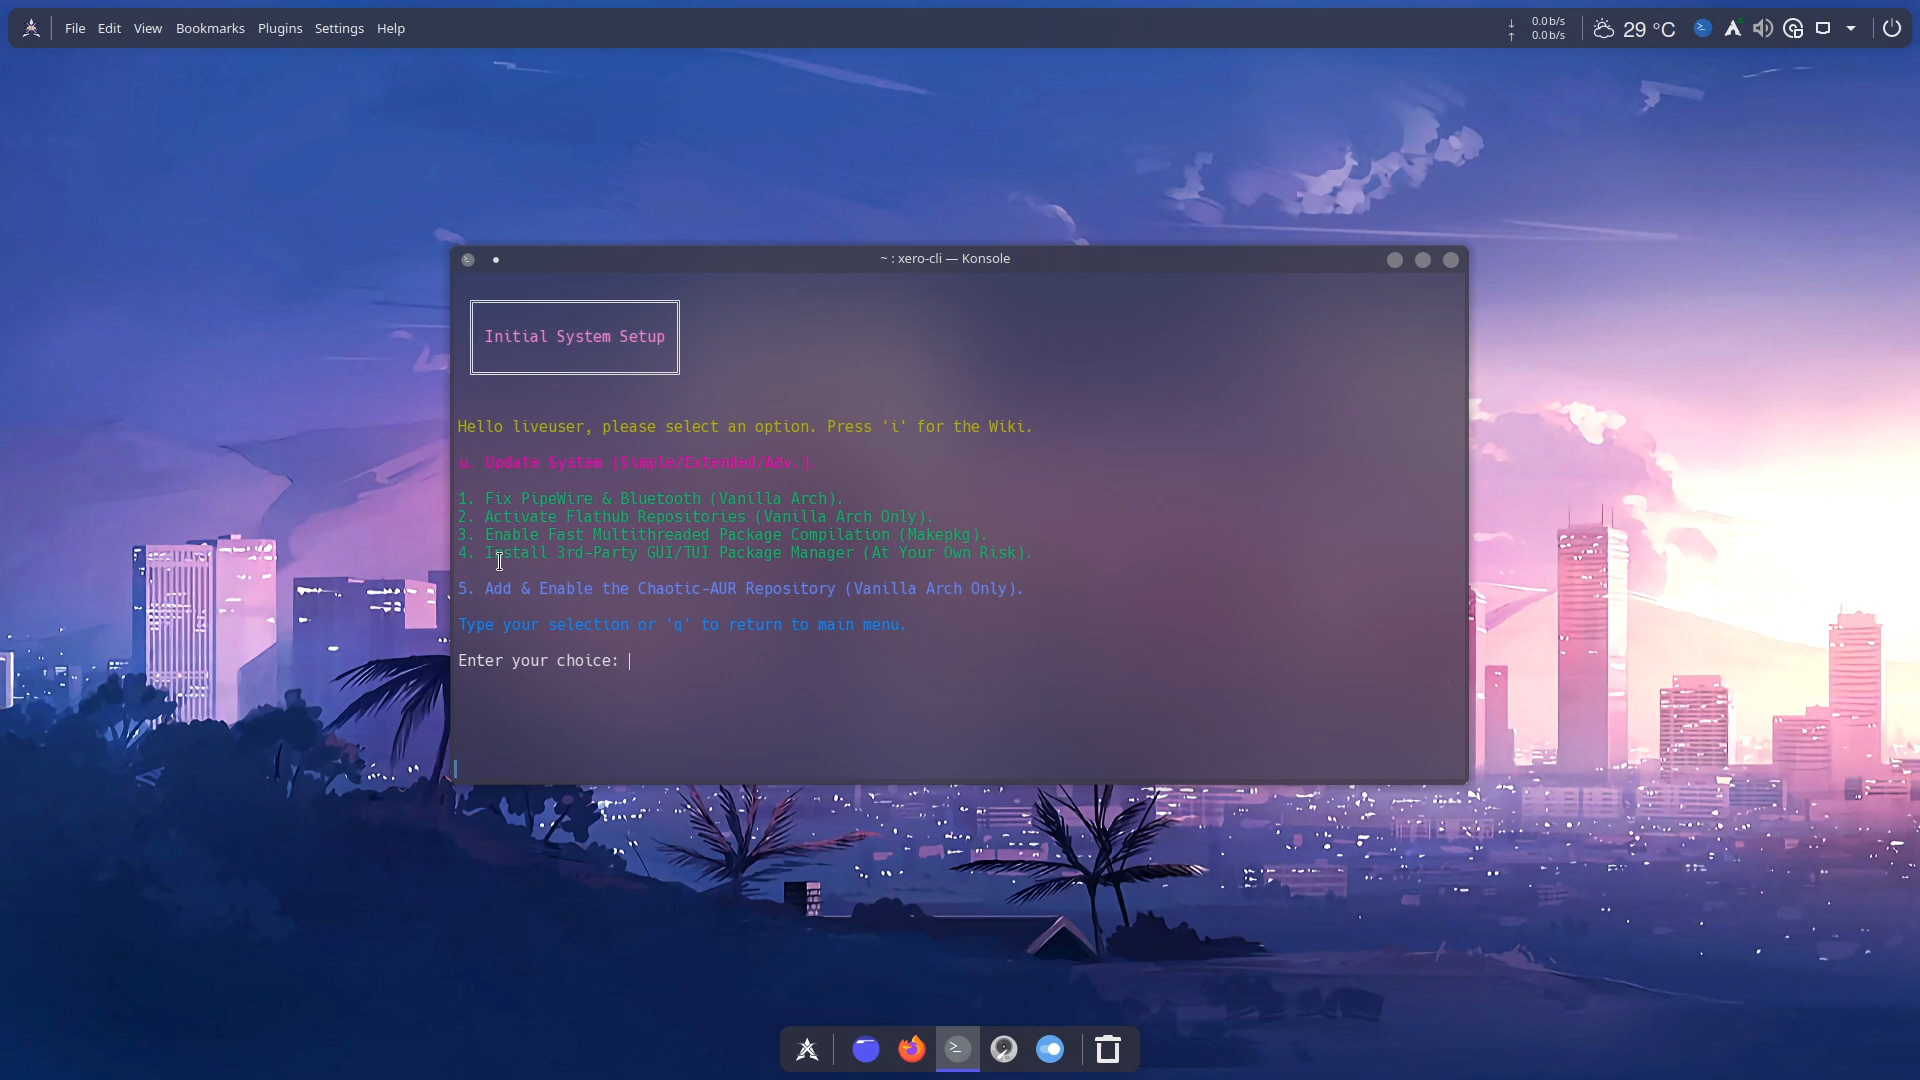 File Edit View Bookmarks Plugins Settings Help
↓ 0.0b/s
↑ 0.0b/s
29 °C
~ : xero-cli — Konsole
Initial System Setup
Hello liveuser, please select an option. Press 'i' for the Wiki.
u. Update System (Simple/Extended/Adv.).
1. Fix PipeWire & Bluetooth (Vanilla Arch).
2. Activate Flathub Repositories (Vanilla Arch Only).
3. Enable Fast Multithreaded Package Compilation (Makepkg).
4. Install 3rd-Party GUI/TUI Package Manager (At Your Own Risk).
5. Add & Enable the Chaotic-AUR Repository (Vanilla Arch Only).
Type your selection or 'q' to return to main menu.
Enter your choice: